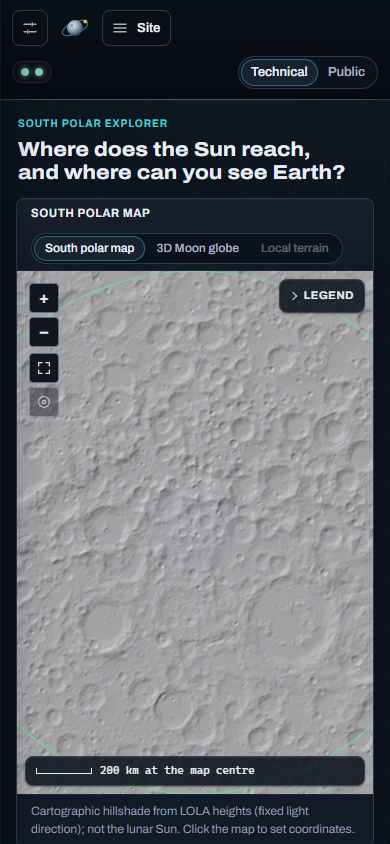 Site
Technical Public
SOUTH POLAR EXPLORER
Where does the Sun reach,
and where can you see Earth?
SOUTH POLAR MAP
South polar map 3D Moon globe Local terrain
+
LEGEND
−
200 km at the map centre
Cartographic hillshade from LOLA heights (fixed light
direction); not the lunar Sun. Click the map to set coordinates.